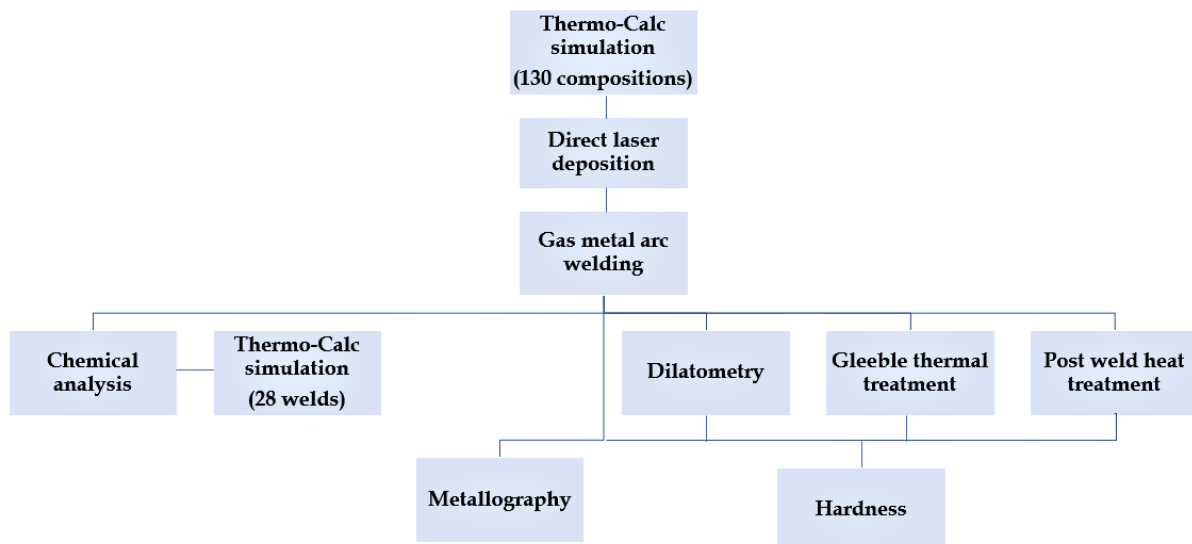 Thermo-Calc
simulation
(130 compositions)
Direct laser
deposition
Gas metal arc
welding
Chemical
analysis
Thermo-Calc
simulation
(28 welds)
Dilatometry
Gleeble thermal
treatment
Post weld heat
treatment
Metallography
Hardness